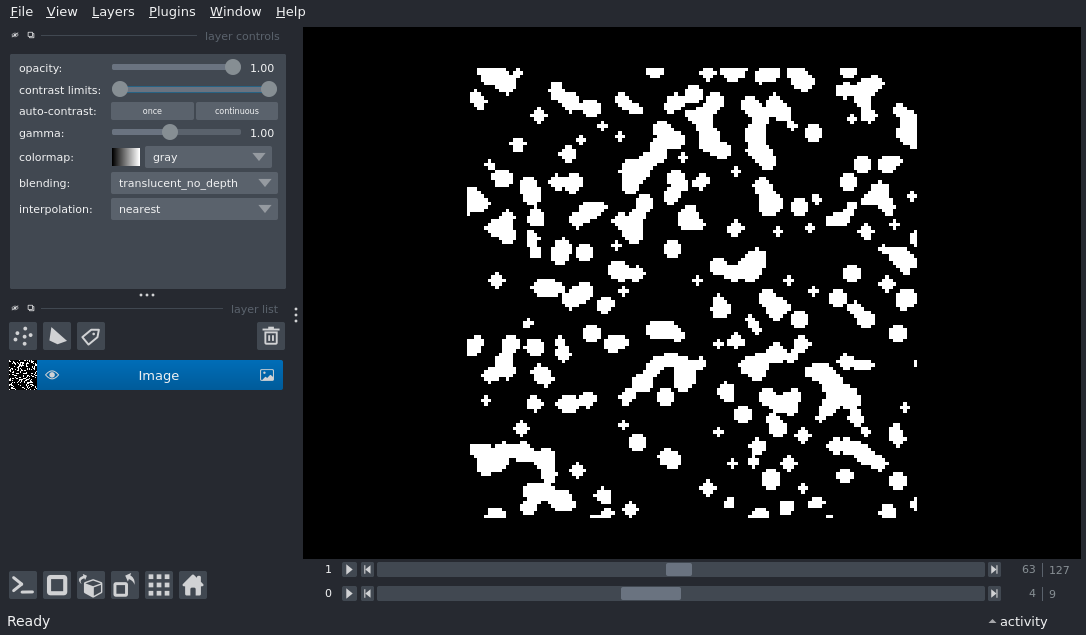 File View Layers Plugins Window Help
layer controls
opacity: 1.00
contrast limits:
auto-contrast: once continuous
gamma: 1.00
colormap: gray
blending: translucent_no_depth
interpolation: nearest
layer list
Image
1 63 127
0 4 9
Ready activity